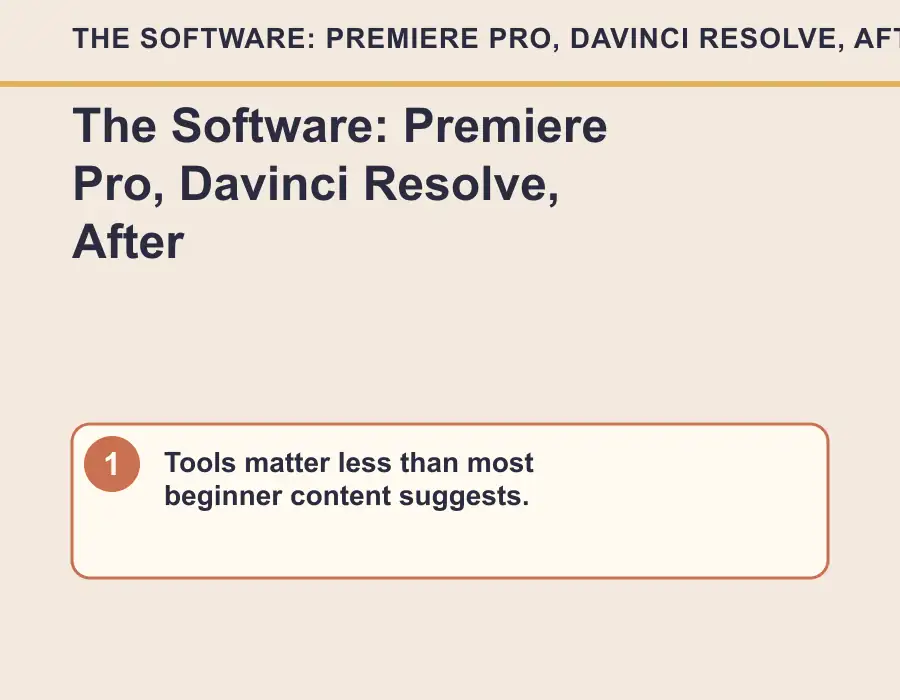 THE SOFTWARE: PREMIERE PRO, DAVINCI RESOLVE, AFT
The Software: Premiere
Pro, Davinci Resolve,
After
1
Tools matter less than most
beginner content suggests.